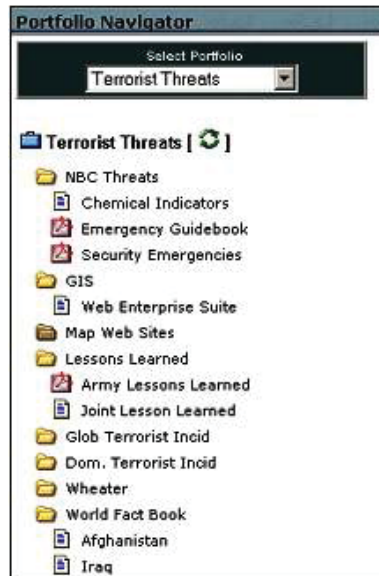 Portfolio Navigator
Select Portfolio
Terrorist Threats
Terrorist Threats [ ]
NBC Threats
Chemical Indicators
Emergency Guidebook
Security Emergencies
GIS
Web Enterprise Suite
Map Web Sites
Lessons Learned
Army Lessons Learned
Joint Lesson Learned
Glob Terrorist Incid
Dom. Terrorist Incid
Wheater
World Fact Book
Afghanistan
Iraq